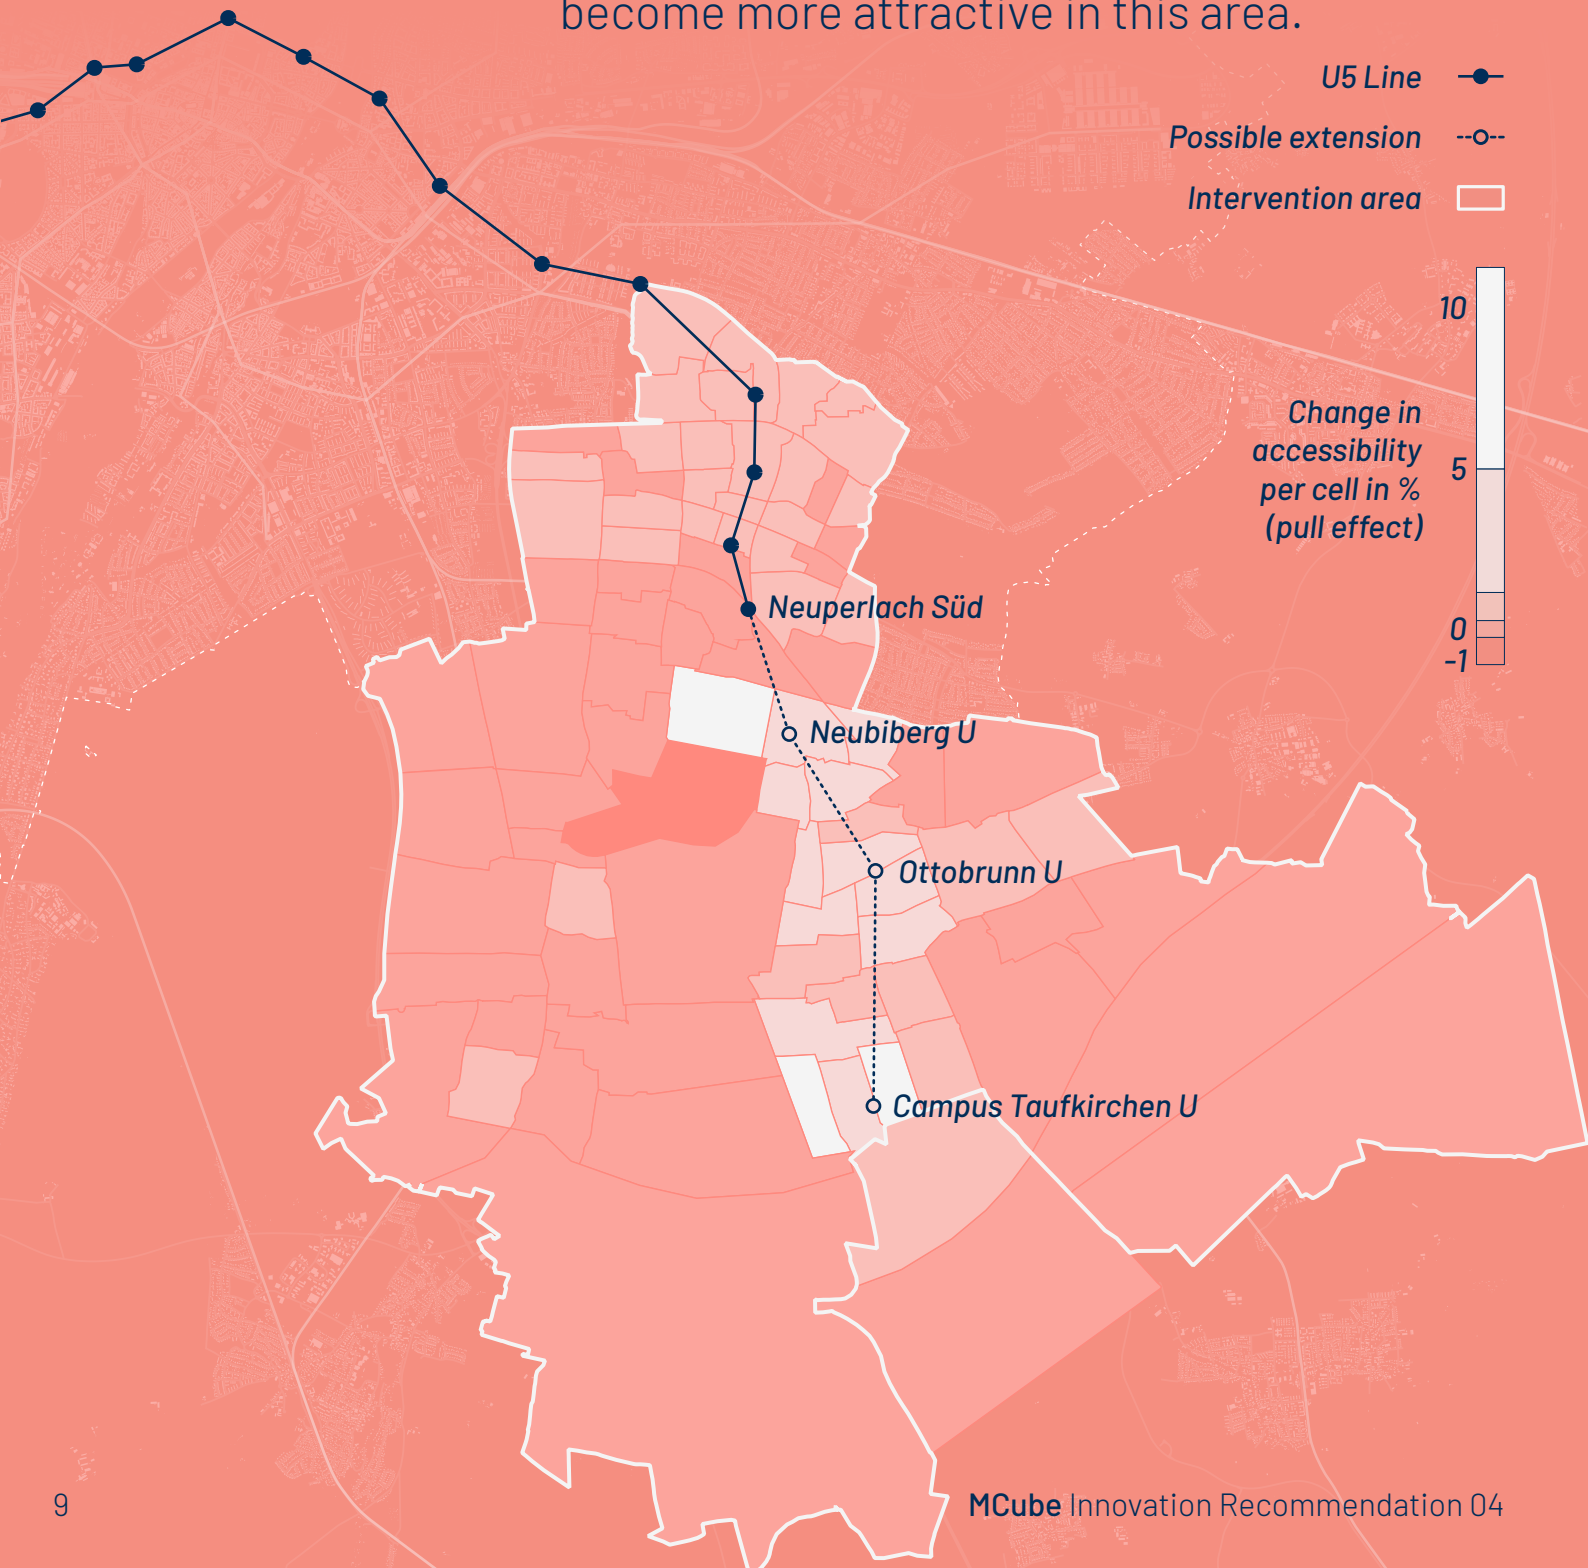 become more attractive in this area.
U5 Line
Possible extension
Intervention area
10
Change in
accessibility
per cell in %
(pull effect)
5
0
-1
Neuperlach Süd
Neubiberg U
Ottobrunn U
Campus Taufkirchen U
9
MCube Innovation Recommendation 04